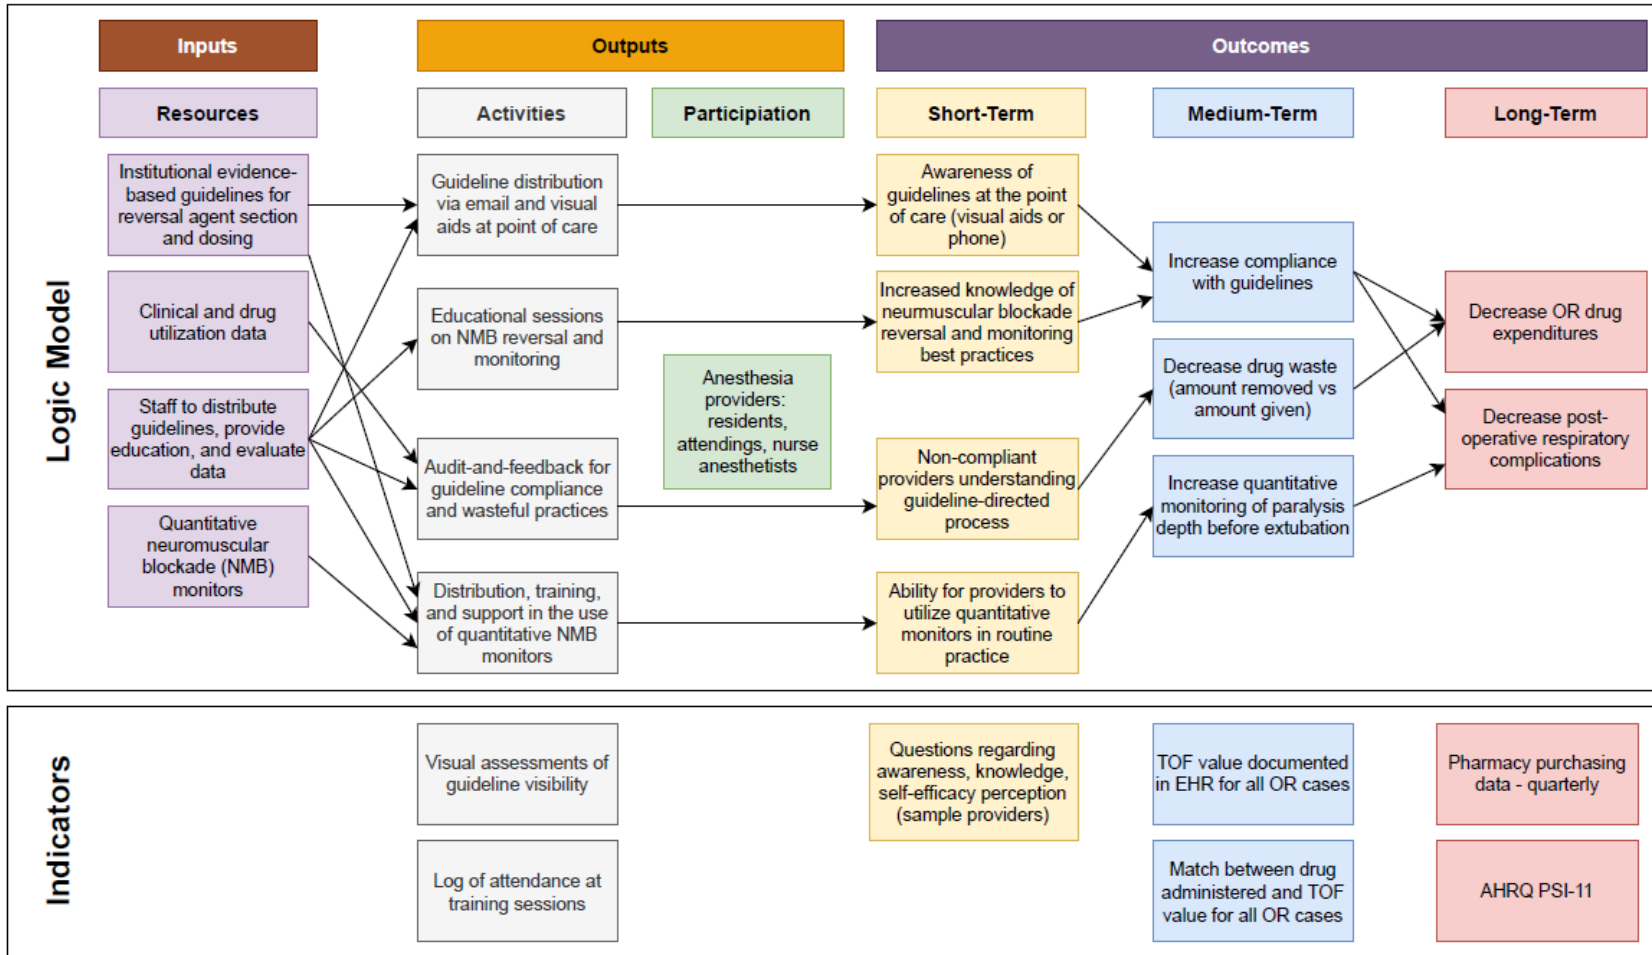 Inputs
Outputs
Outcomes
Resources
Activities
Participiation
Short-Term
Medium-Term
Long-Term
Logic Model
Institutional evidence-
based guidelines for
reversal agent section
and dosing
Clinical and drug
utilization data
Staff to distribute
guidelines, provide
education, and evaluate
data
Quantitative
neuromuscular
blockade (NMB)
monitors
Guideline distribution
via email and visual
aids at point of care
Educational sessions
on NMB reversal and
monitoring
Audit-and-feedback for
guideline compliance
and wasteful practices
Distribution, training,
and support in the use
of quantitative NMB
monitors
Anesthesia
providers:
residents,
attendings, nurse
anesthetists
Awareness of
guidelines at the point
of care (visual aids or
phone)
Increased knowledge of
neurmuscular blockade
reversal and monitoring
best practices
Non-compliant
providers understanding
guideline-directed
process
Ability for providers to
utilize quantitative
monitors in routine
practice
Increase compliance
with guidelines
Decrease drug waste
(amount removed vs
amount given)
Increase quantitative
monitoring of paralysis
depth before extubation
Decrease OR drug
expenditures
Decrease post-
operative respiratory
complications
Indicators
Visual assessments of
guideline visibility
Log of attendance at
training sessions
Questions regarding
awareness, knowledge,
self-efficacy perception
(sample providers)
TOF value documented
in EHR for all OR cases
Match between drug
administered and TOF
value for all OR cases
Pharmacy purchasing
data - quarterly
AHRQ PSI-11